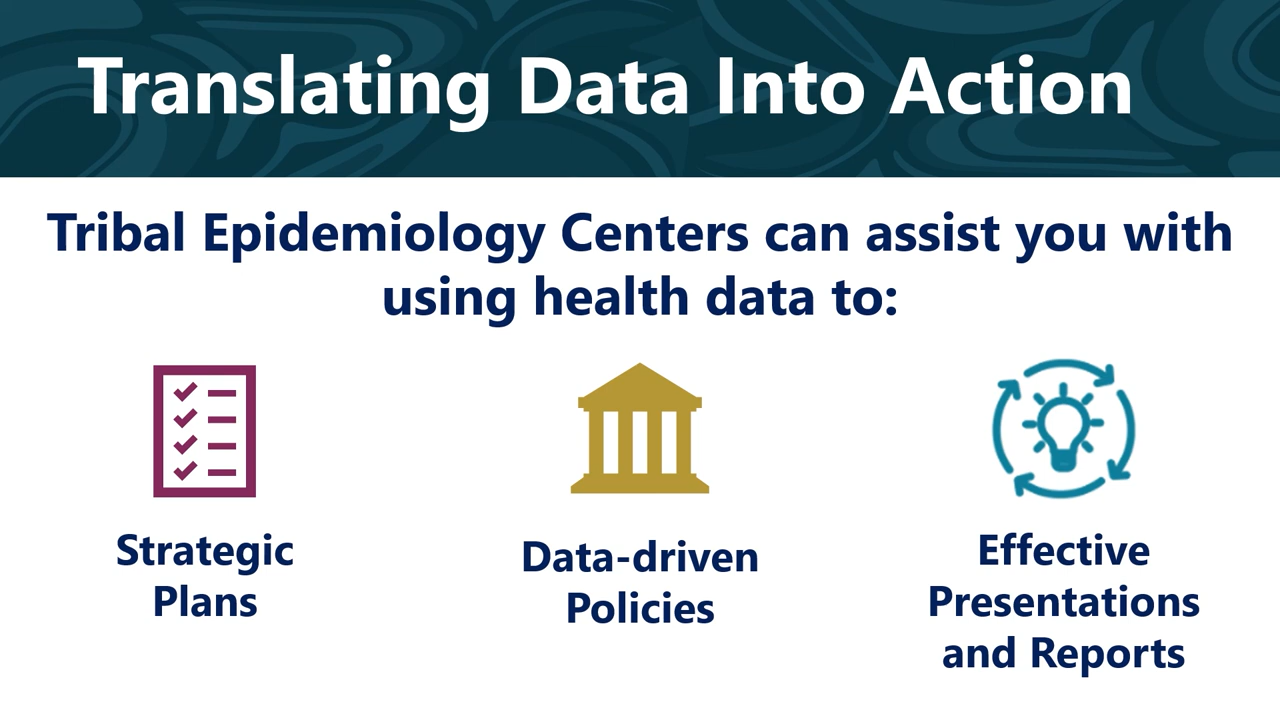 Translating Data Into Action
Tribal Epidemiology Centers can assist you with
using health data to:
Strategic
Plans
Data-driven
Policies
Effective
Presentations
and Reports